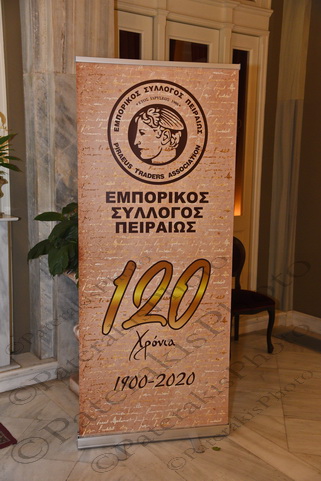 ΕΜΠΟΡΙΚΟΣ ΣΥΛΛΟΓΟΣ ΠΕΙΡΑΙΩΣ
PIRAEUS TRADERS ASSOCIATION
ΕΜΠΟΡΙΚΟΣ
ΣΥΛΛΟΓΟΣ
ΠΕΙΡΑΙΩΣ
120
Χρόνια
1900-2020